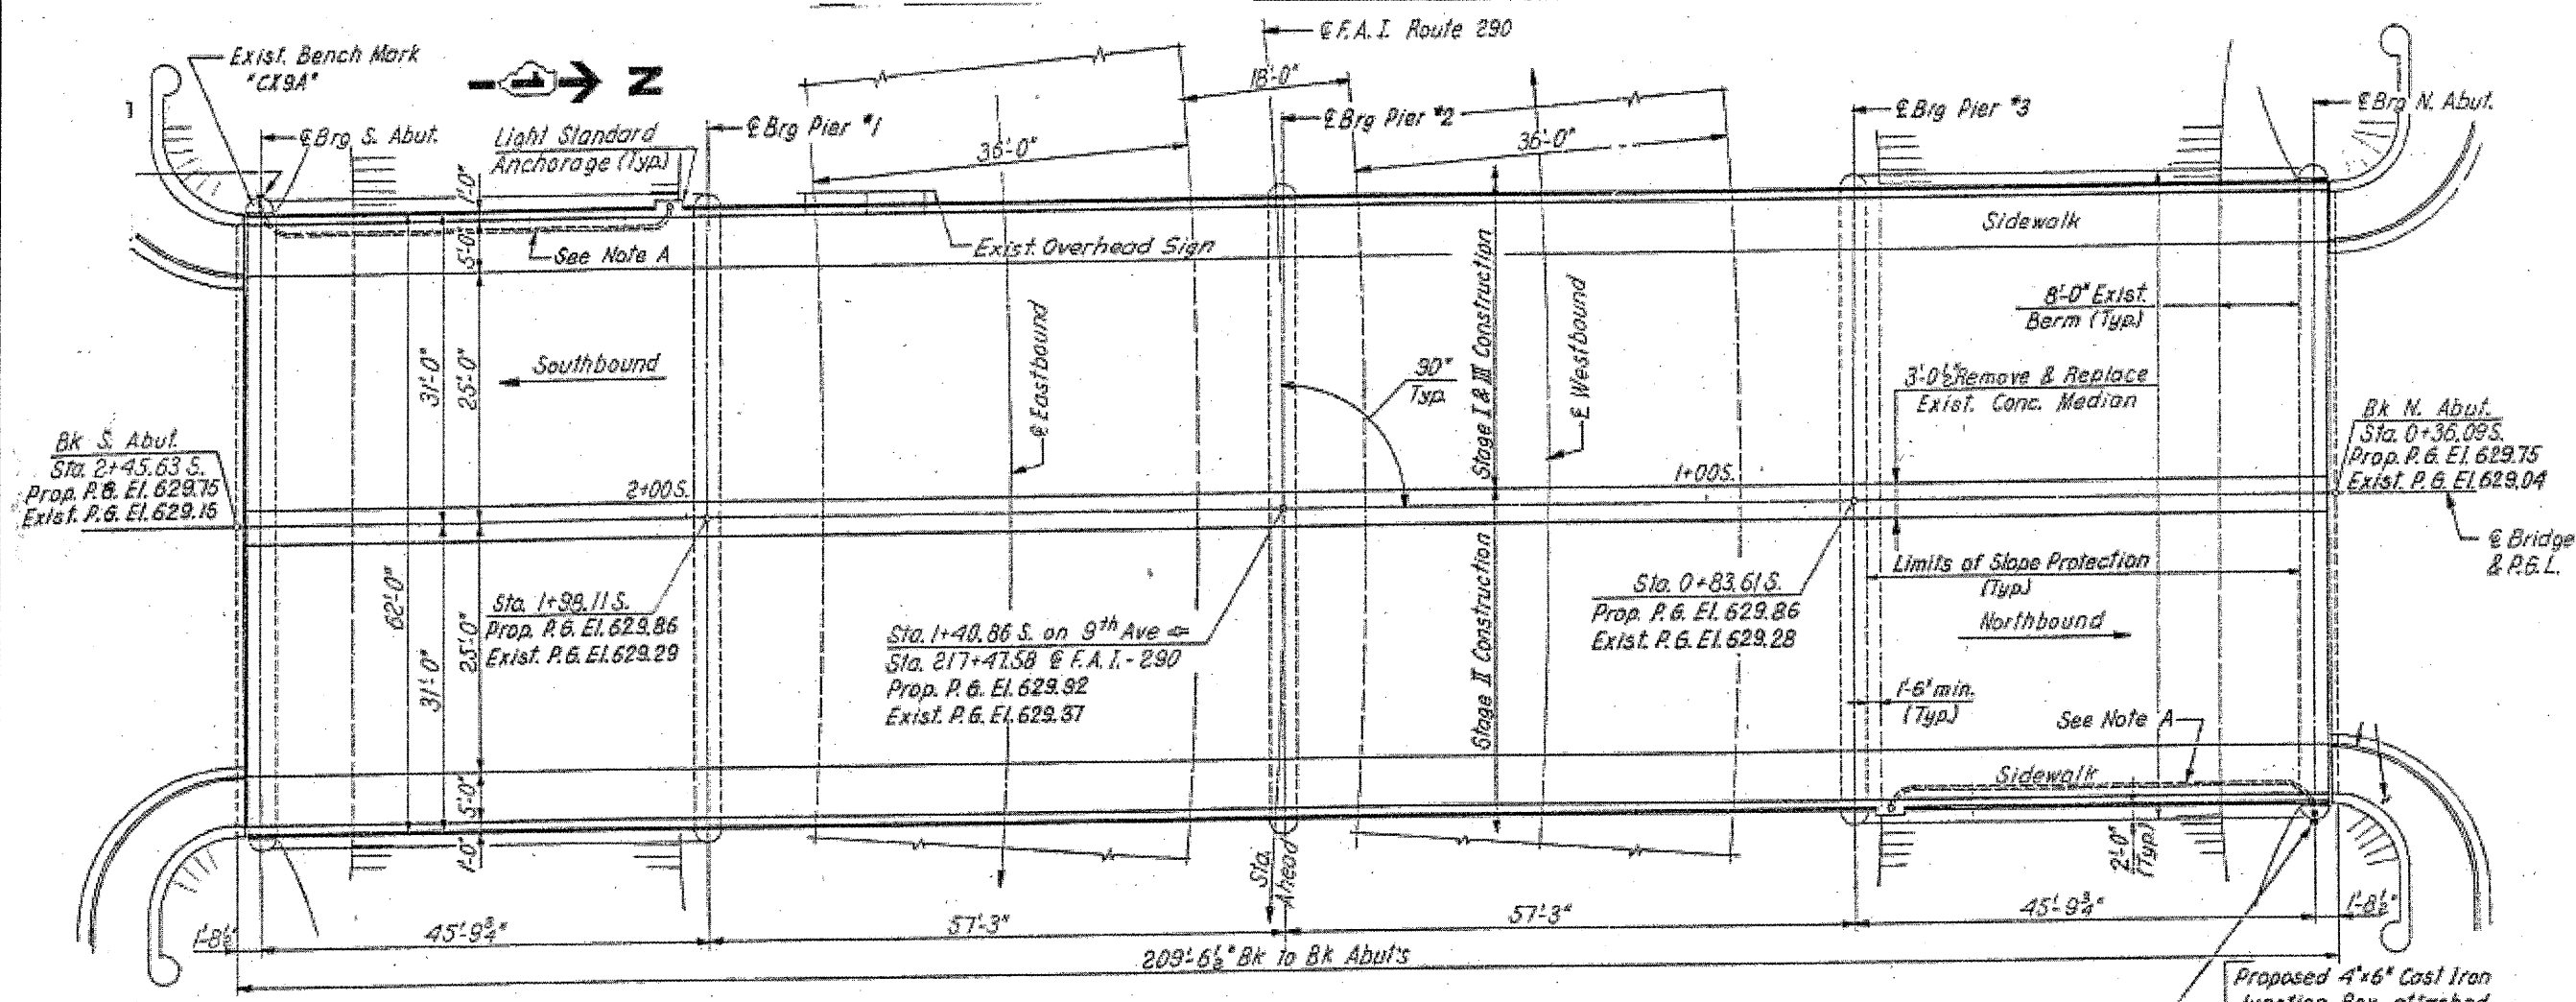 ℄ F.A.I. Route 290
Exist. Bench Mark
"CX9A"
N
18'-0"
℄ Brg S. Abut.
Light Standard
Anchorage (Typ.)
℄ Brg Pier #1
36'-0"
℄ Brg Pier #2
36'-0"
℄ Brg Pier #3
℄ Brg N. Abut.
1'-0"
5'-0"
See Note A
Exist. Overhead Sign
Sidewalk
8'-0" Exist.
Berm (Typ.)
Southbound
31'-0"
25'-0"
℄ Eastbound
90°
Typ.
Stage I & III Construction
℄ Westbound
3'-0½" Remove & Replace
Exist. Conc. Median
Bk S. Abut.
Sta. 2+45.63 S.
Prop. P.G. El. 629.75
Exist. P.G. El. 629.16
2+00 S.
1+00 S.
Bk N. Abut.
Sta. 0+36.09 S.
Prop. P.G. El. 629.75
Exist. P.G. El. 629.04
℄ Bridge
& P.G.L.
62'-0"
31'-0"
25'-0"
Sta. 1+98.11 S.
Prop. P.G. El. 629.86
Exist. P.G. El. 629.29
Sta. 1+40.86 S. on 9th Ave =
Sta. 217+47.58 ℄ F.A.I.-290
Prop. P.G. El. 629.92
Exist. P.G. El. 629.37
Stage II Construction
Sta. 0+83.61 S.
Prop. P.G. El. 629.86
Exist. P.G. El. 629.28
Limits of Slope Protection
(Typ)
Northbound
1'-6" min.
(Typ.)
See Note A
Sidewalk
5'-0"
1'-0"
Sta.
Ahead
2'-0"
(Typ.)
1'-8½"
45'-9¾"
57'-3"
57'-3"
45'-9¾"
1'-8½"
209'-6½" Bk to Bk Abut's
Proposed 4"x6" Cast Iron
Junction Box attached